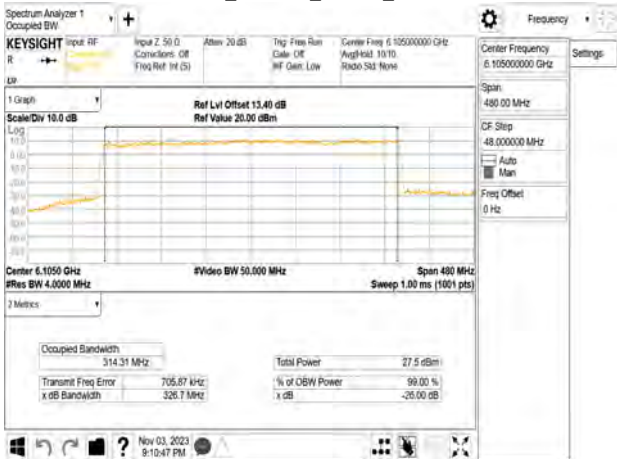 Spectrum Analyzer 1
Occupied BW
Frequency
KEYSIGHT
Input: RF
R
Input Z: 50 Ω
Corrections: Off
Freq Ref: Int (S)
Atten: 20 dB
Trig: Free Run
Gate: Off
#IF Gain: Low
Center Freq: 6.105000000 GHz
Avg|Hold: 10/10
Radio Std: None
Center Frequency
6.105000000 GHz
Settings
Span
480.00 MHz
CF Step
48.000000 MHz
Auto
Man
Freq Offset
0 Hz
1 Graph
Scale/Div 10.0 dB
Ref Lvl Offset 13.40 dB
Ref Value 20.00 dBm
Log
10.0
0.00
Center 6.1050 GHz
#Res BW 4.0000 MHz
#Video BW 50.000 MHz
Span 480 MHz
Sweep 1.00 ms (1001 pts)
2 Metrics
Occupied Bandwidth
314.31 MHz
Total Power
27.5 dBm
Transmit Freq Error
705.87 kHz
% of OBW Power
99.00 %
x dB Bandwidth
326.7 MHz
x dB
-26.00 dB
Nov 03, 2023
9:10:47 PM